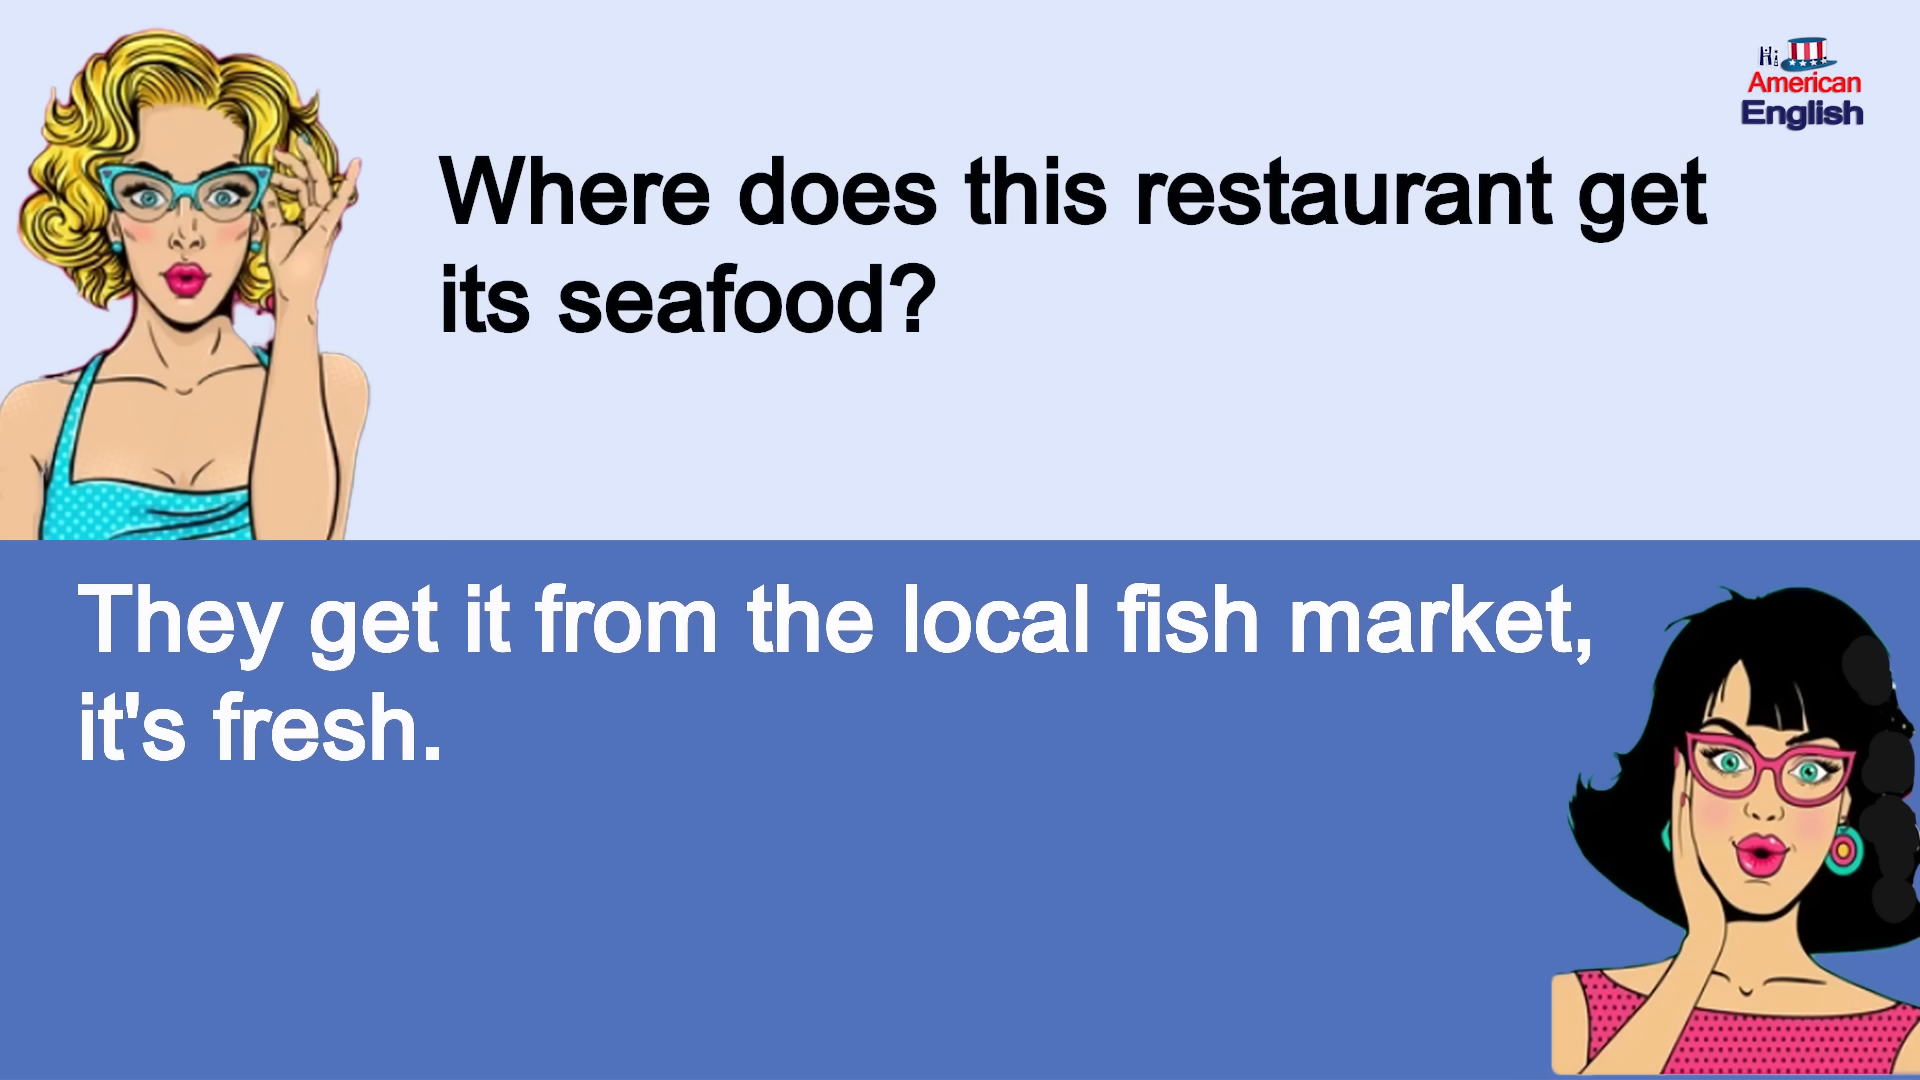 Hi
American
English
Where does this restaurant get
its seafood?
They get it from the local fish market,
it's fresh.